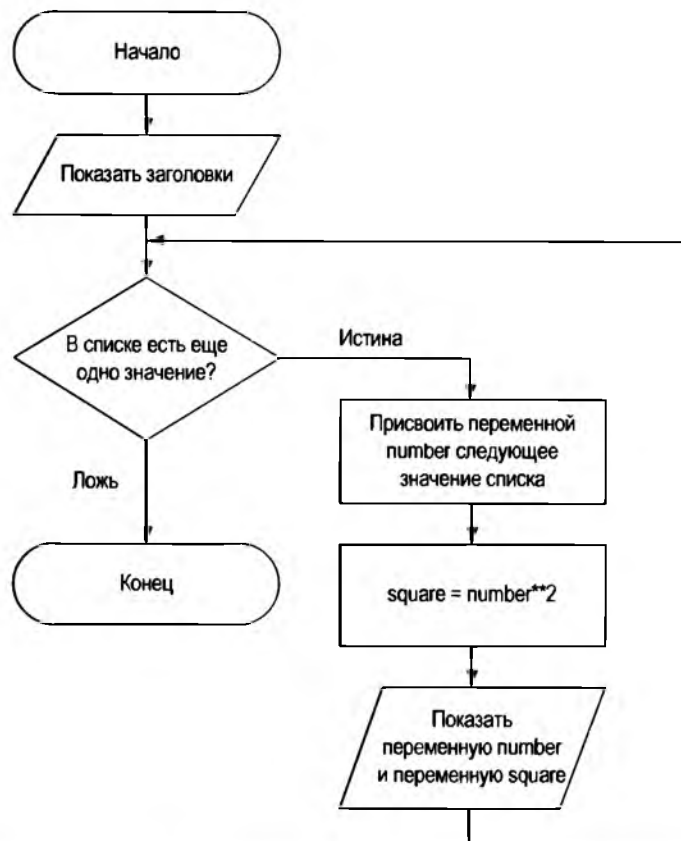 Начало
Показать заголовки
В списке есть еще
одно значение?
Истина
Присвоить переменной
number следующее
значение списка
Ложь
Конец
square = number**2
Показать
переменную number
и переменную square